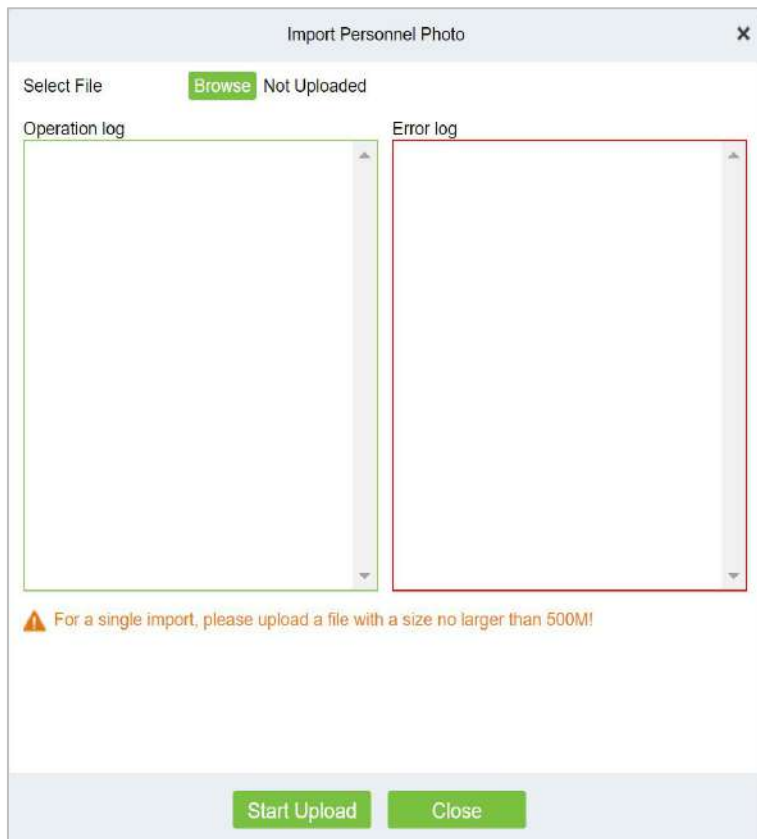 Import Personnel Photo
Select File Browse Not Uploaded
Operation log Error log
For a single import, please upload a file with a size no larger than 500M!
Start Upload Close